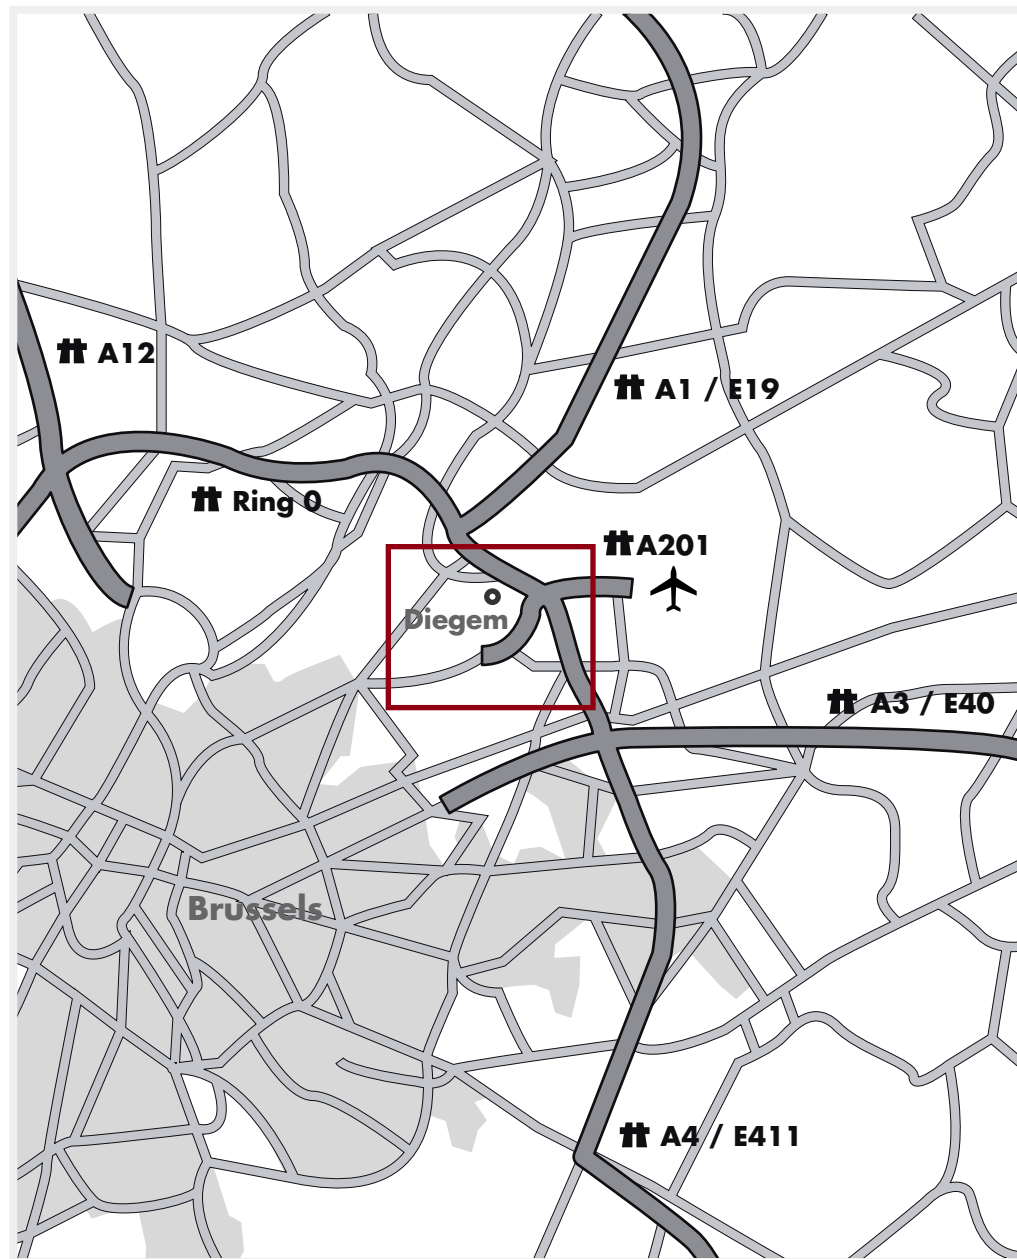 A12
A1 / E19
Ring 0
A201
Diegem
A3 / E40
Brussels
A4 / E411